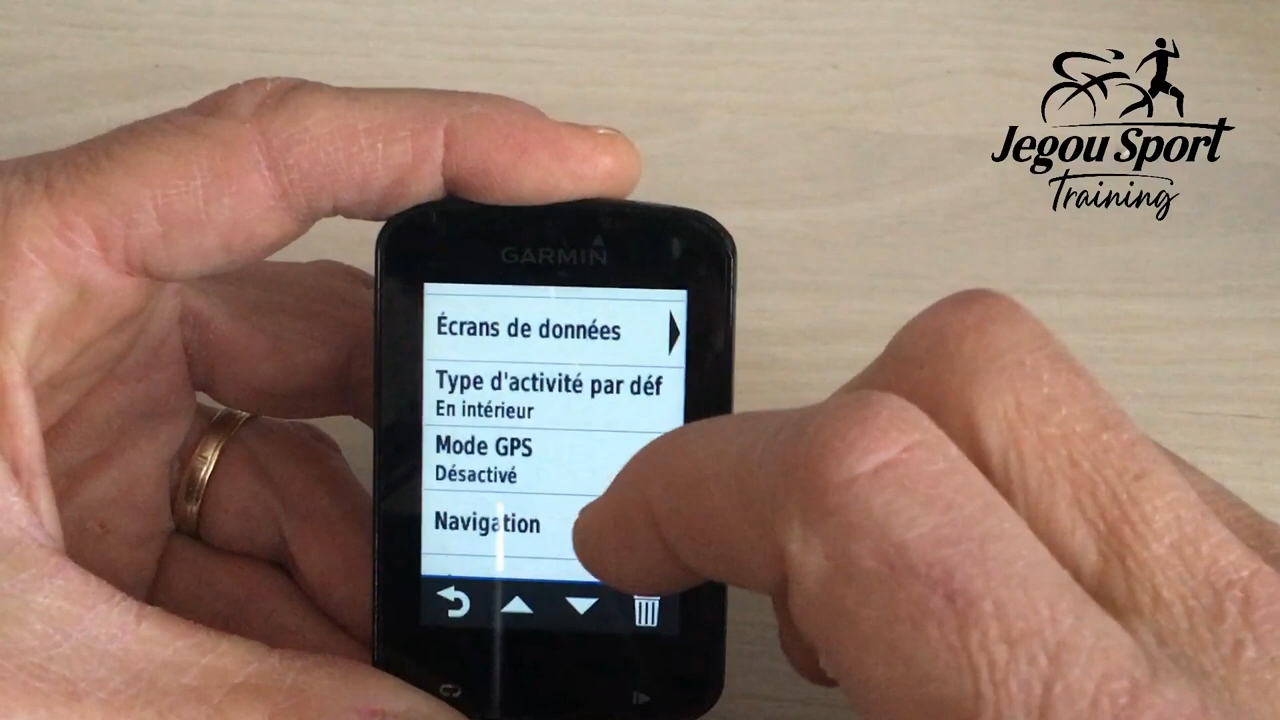 Jegou Sport
Training
GARMIN
Écrans de données
Type d'activité par déf
En intérieur
Mode GPS
Désactivé
Navigation